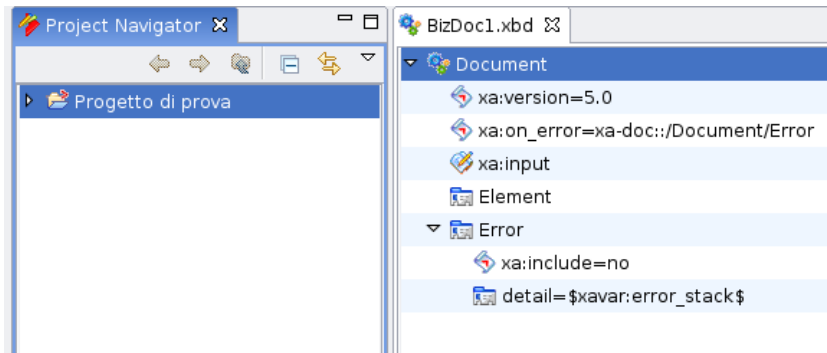 Project Navigator
Progetto di prova
BizDoc1.xbd
Document
xa:version=5.0
xa:on_error=xa-doc::/Document/Error
xa:input
Element
Error
xa:include=no
detail=$xavar:error_stack$